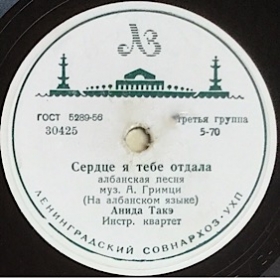 ЛЗ
ГОСТ 5289-56
30425
третья группа
5-70
Сердце я тебе отдала
албанская песня
муз. А. Гримци
(На албанском языке)
Анида Такэ
Инстр. квартет
ЛЕНИНГРАДСКИЙ СОВНАРХОЗ-УХП